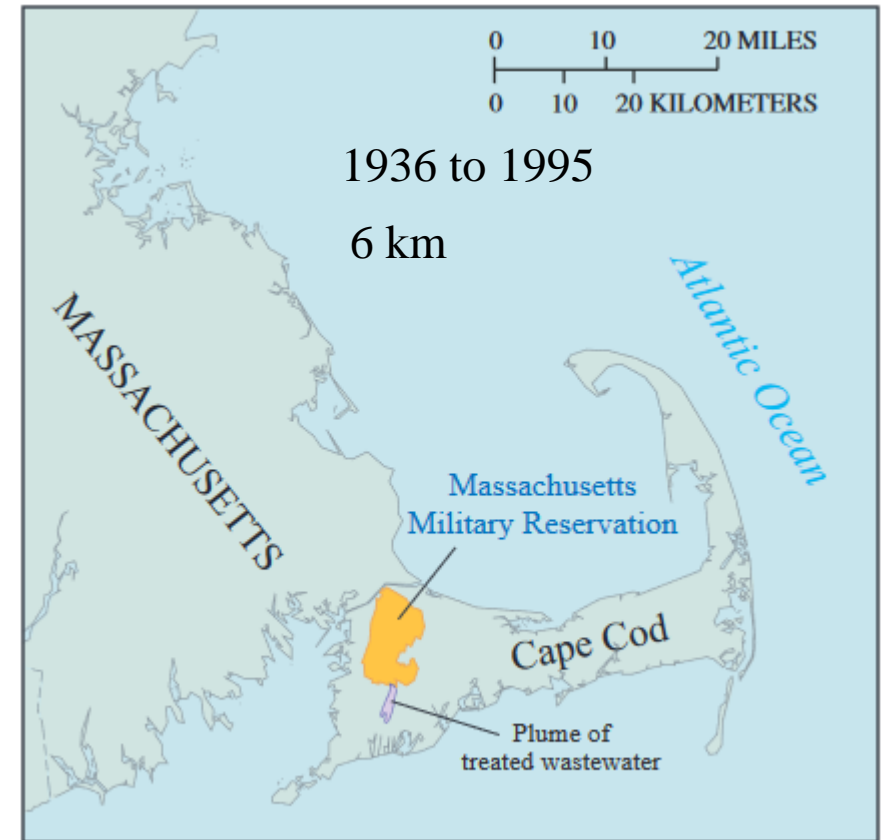 0 10 20 MILES
0 10 20 KILOMETERS
1936 to 1995
6 km
Atlantic Ocean
MASSACHUSETTS
Massachusetts
Military Reservation
Cape Cod
Plume of
treated wastewater